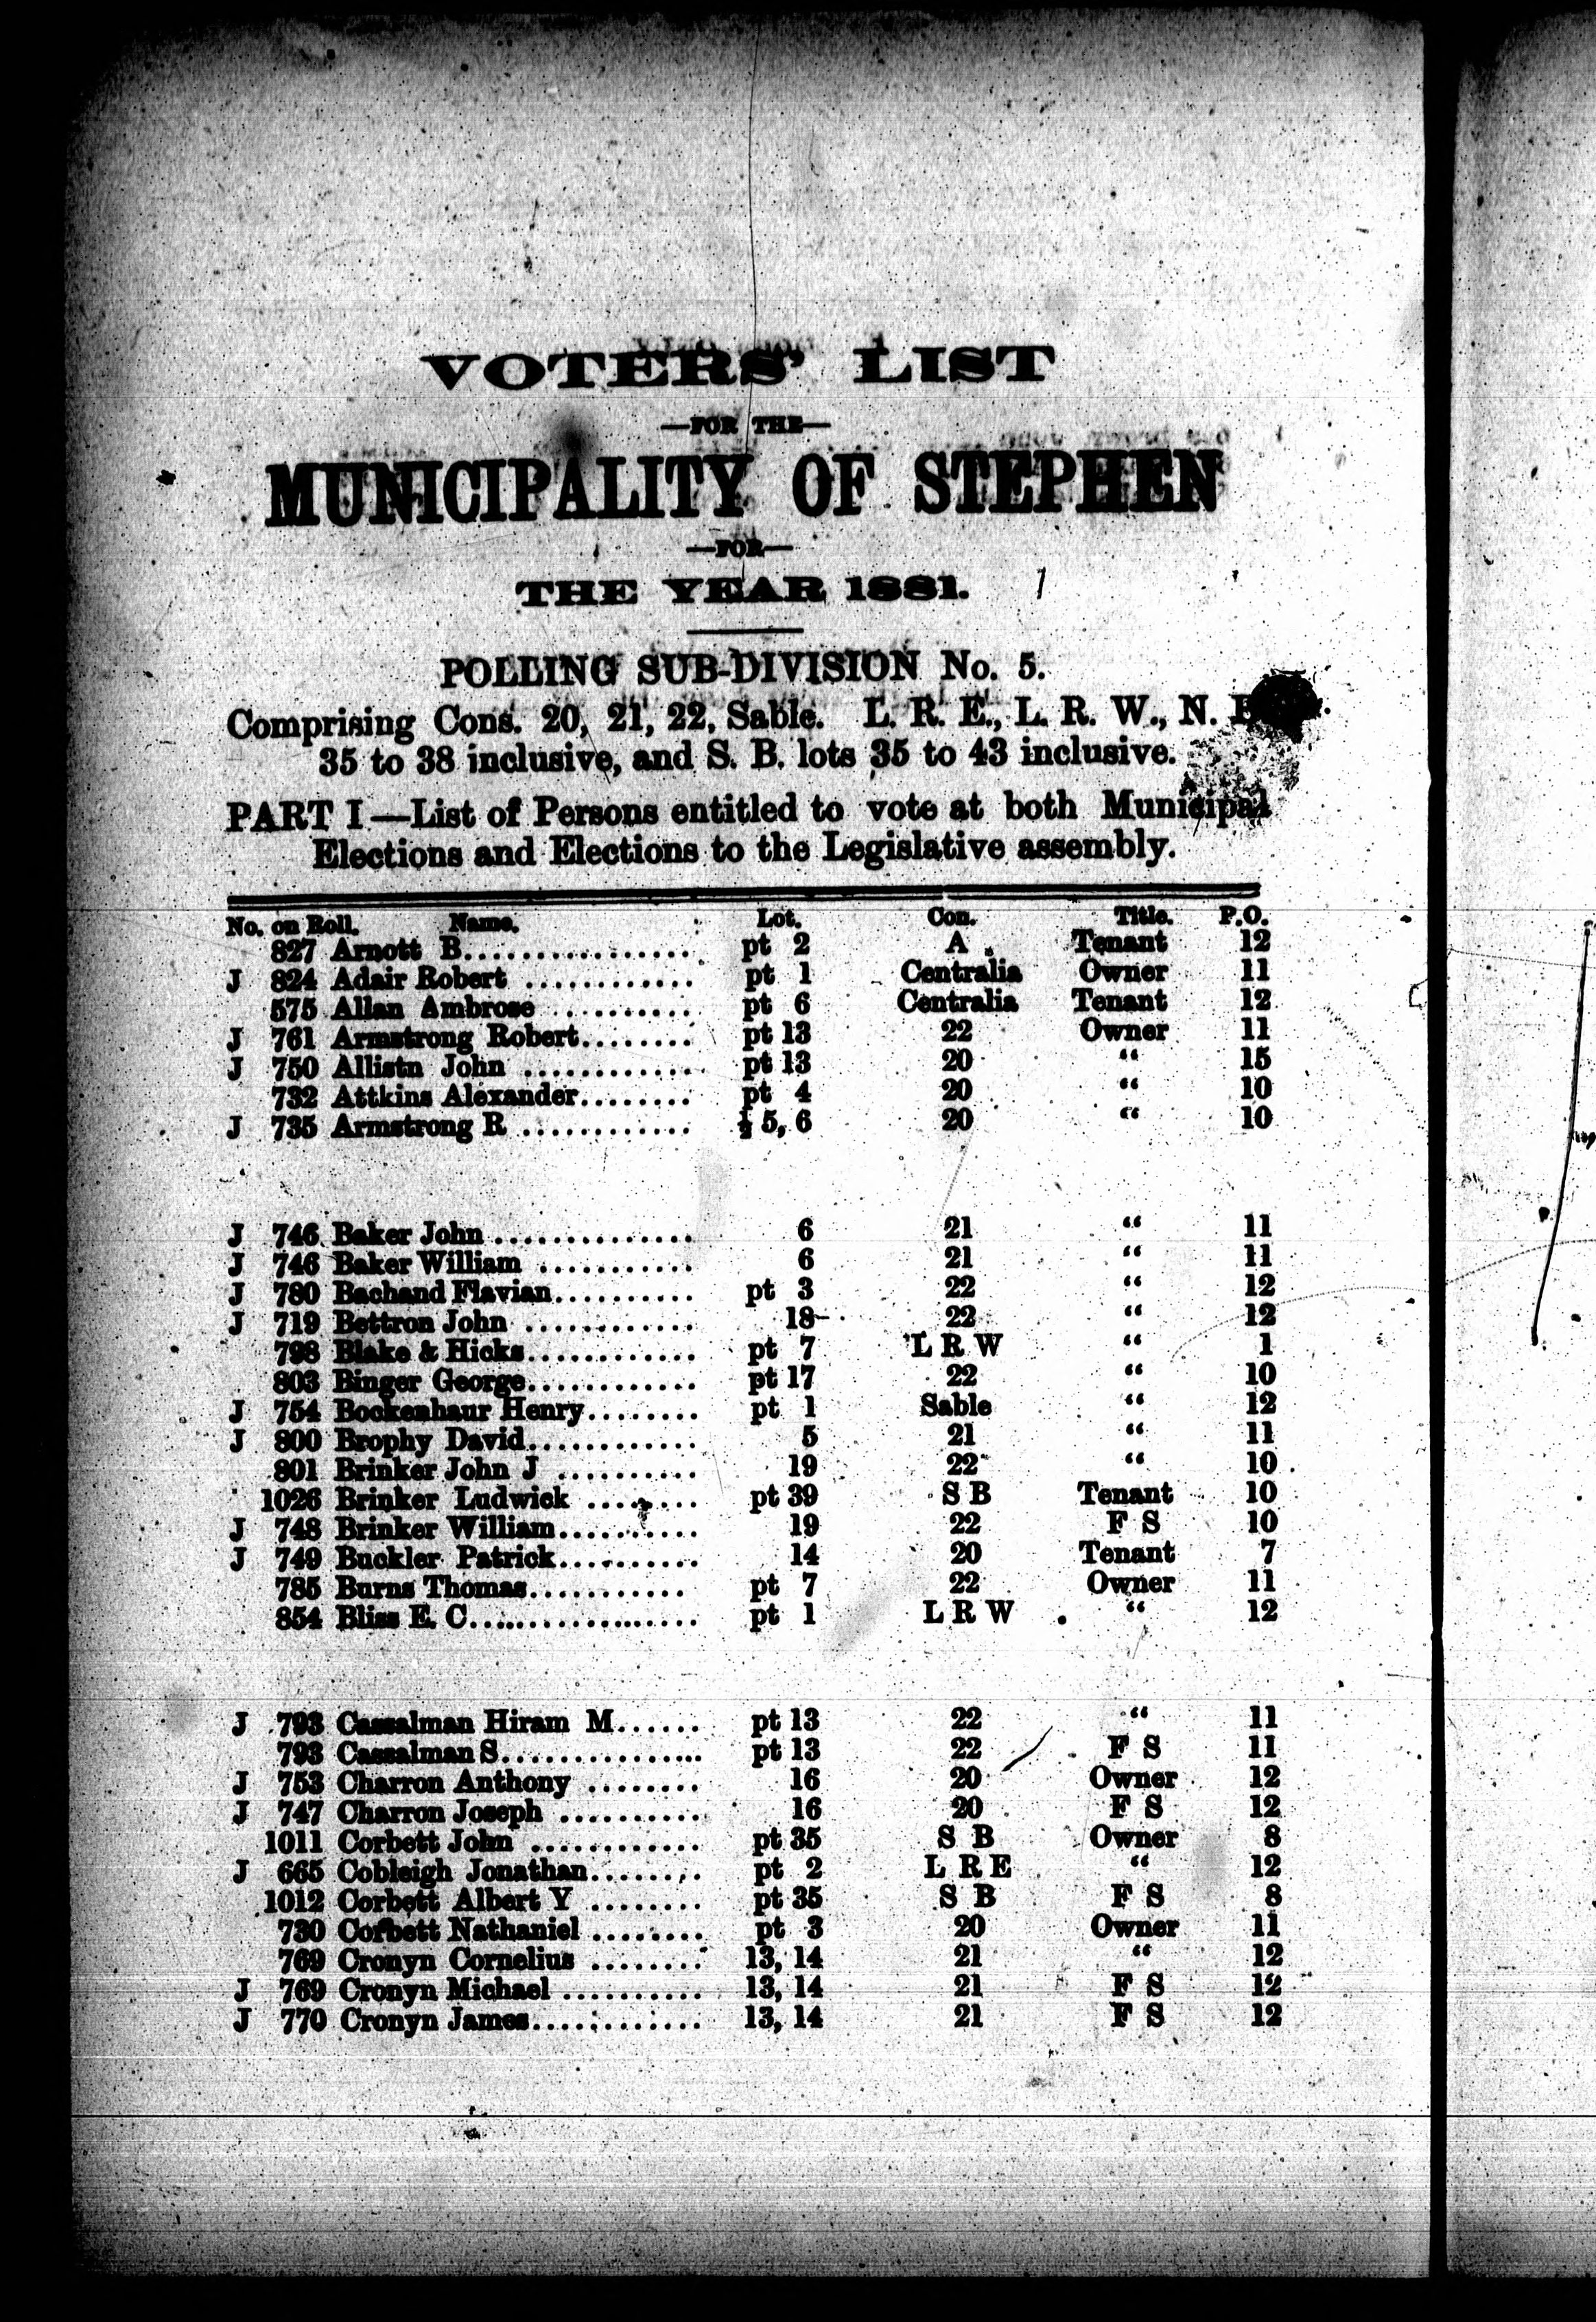 VOTERS' LIST
—FOR THE—
MUNICIPALITY OF STEPHEN
—FOR—
THE YEAR 1881.
POLLING SUB-DIVISION No. 5.
Comprising Cons. 20, 21, 22, Sable. L. R. E., L. R. W., N.
35 to 38 inclusive, and S. B. lots 35 to 43 inclusive.
PART I—List of Persons entitled to vote at both Municipal
Elections and Elections to the Legislative assembly.
No. on Roll. Name. Lot. Con. Title. P.O.
827 Arnott B................ pt 2 A Tenant 12
J 824 Adair Robert ............ pt 1 Centralia Owner 11
575 Allan Ambrose .......... pt 6 Centralia Tenant 12
J 761 Armstrong Robert........ pt 13 22 Owner 11
J 750 Allistn John ............ pt 13 20 “ 15
732 Attkins Alexander........ pt 4 20 “ 10
J 735 Armstrong R ............ ½ 5, 6 20 “ 10
J 746 Baker John .............. 6 21 “ 11
J 746 Baker William ........... 6 21 “ 11
J 780 Bachand Flavian.......... pt 3 22 “ 12
J 719 Bettron John ............ 18 22 “ 12
798 Blake & Hicks............ pt 7 L R W “ 1
803 Binger George............ pt 17 22 “ 10
J 754 Bockenhaur Henry........ pt 1 Sable “ 12
J 800 Brophy David............ 5 21 “ 11
801 Brinker John J .......... 19 22 “ 10
1026 Brinker Ludwick ........ pt 39 S B Tenant 10
J 748 Brinker William.......... 19 22 F S 10
J 749 Buckler Patrick.......... 14 20 Tenant 7
785 Burns Thomas........... pt 7 22 Owner 11
854 Bliss E. C................ pt 1 L R W “ 12
J 793 Cassalman Hiram M...... pt 13 22 “ 11
793 Cassalman S............... pt 13 22 F S 11
J 753 Charron Anthony ........ 16 20 Owner 12
J 747 Charron Joseph .......... 16 20 F S 12
1011 Corbett John ............ pt 35 S B Owner 8
J 665 Cobleigh Jonathan........ pt 2 L R E “ 12
1012 Corbett Albert Y ........ pt 35 S B F S 8
730 Corbett Nathaniel ........ pt 3 20 Owner 11
769 Cronyn Cornelius ........ 13, 14 21 “ 12
J 769 Cronyn Michael .......... 13, 14 21 F S 12
J 770 Cronyn James............ 13, 14 21 F S 12